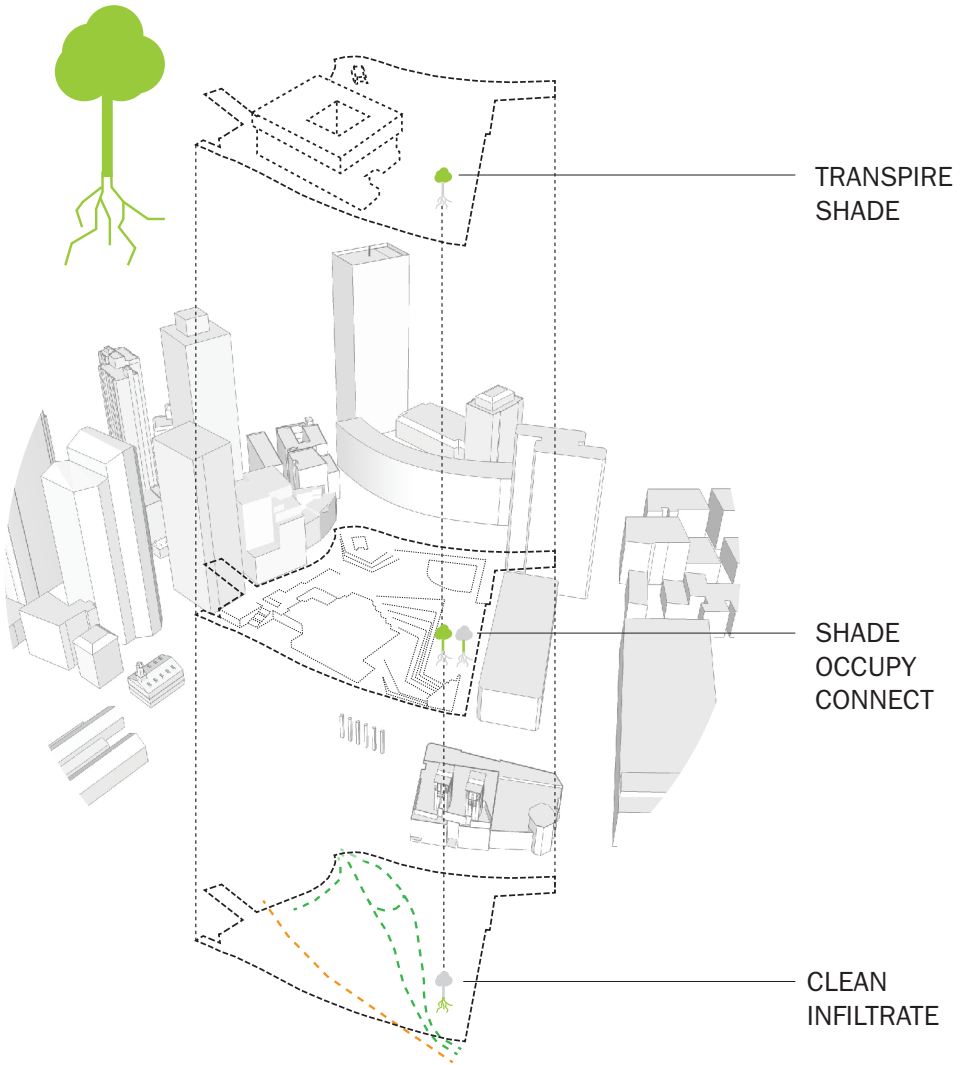 TRANSPIRE
SHADE
SHADE
OCCUPY
CONNECT
CLEAN
INFILTRATE